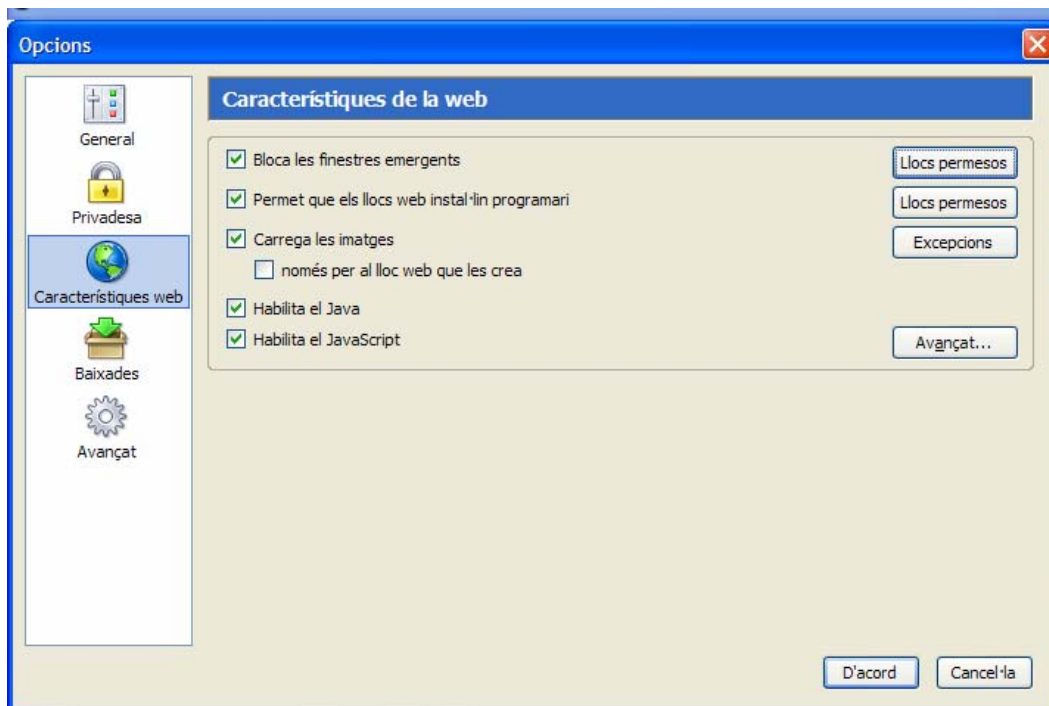 Opcions
General
Privadesa
Característiques web
Baixades
Avançat
Característiques de la web
Bloca les finestres emergents
Llocs permesos
Permet que els llocs web instal·lin programari
Llocs permesos
Carrega les imatges
Excepcions
només per al lloc web que les crea
Habilita el Java
Habilita el JavaScript
Avançat...
D'acord
Cancel·la